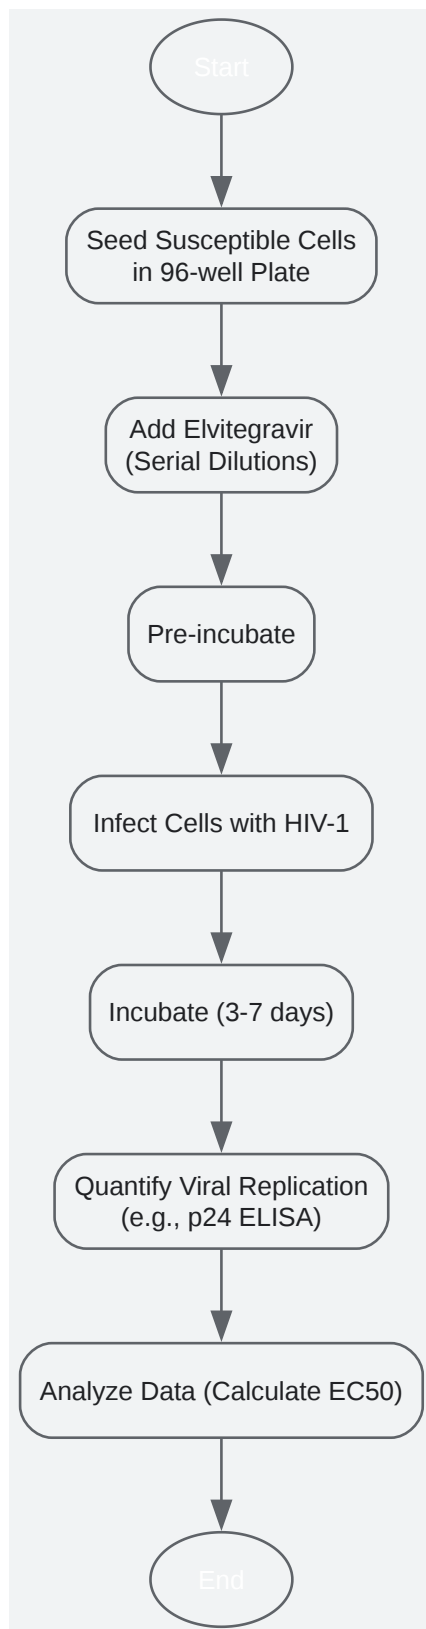 Start
Seed Susceptible Cells
in 96-well Plate
Add Elvitegravir
(Serial Dilutions)
Pre-incubate
Infect Cells with HIV-1
Incubate (3-7 days)
Quantify Viral Replication
(e.g., p24 ELISA)
Analyze Data (Calculate EC50)
End